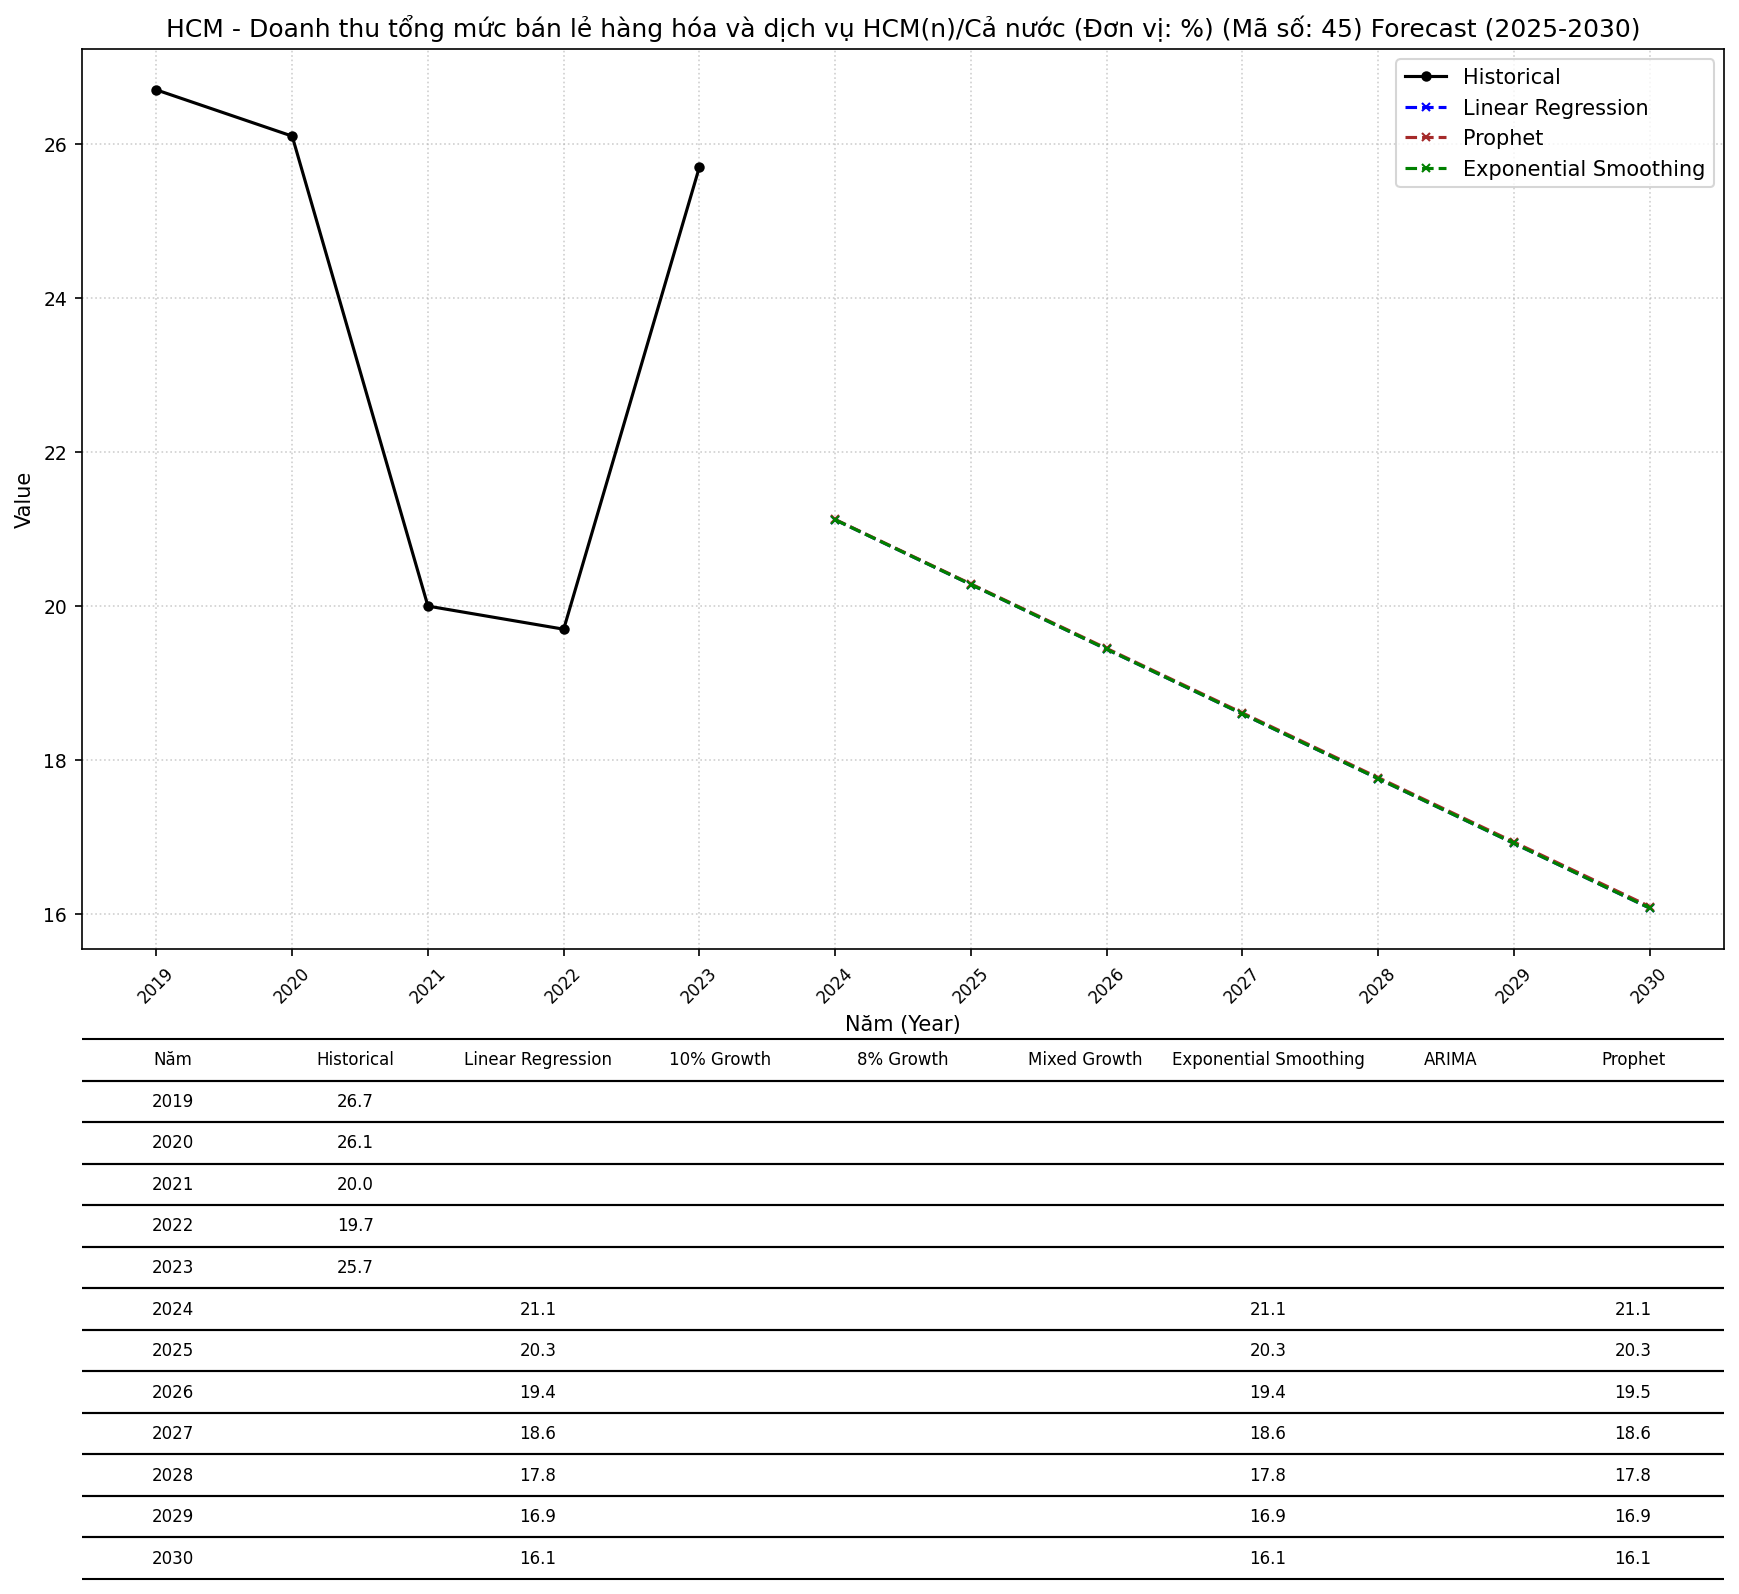 HCM - Doanh thu tổng mức bán lẻ hàng hóa và dịch vụ HCM(n)/Cả nước (Đơn vị: %) (Mã số: 45) Forecast (2025-2030)
Historical
Linear Regression
Prophet
Exponential Smoothing
26
24
22
20
18
16
Value
2019 2020 2021 2022 2023 2024 2025 2026 2027 2028 2029 2030
Năm (Year)
Năm Historical Linear Regression 10% Growth 8% Growth Mixed Growth Exponential Smoothing ARIMA Prophet
2019 26.7
2020 26.1
2021 20.0
2022 19.7
2023 25.7
2024 21.1 21.1 21.1
2025 20.3 20.3 20.3
2026 19.4 19.4 19.5
2027 18.6 18.6 18.6
2028 17.8 17.8 17.8
2029 16.9 16.9 16.9
2030 16.1 16.1 16.1